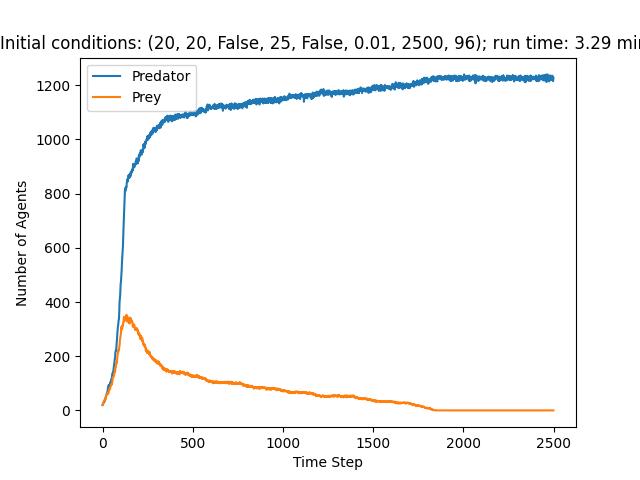 Initial conditions: (20, 20, False, 25, False, 0.01, 2500, 96); run time: 3.29 mi
Predator
Prey
1200
1000
800
600
400
200
0
Number of Agents
0 500 1000 1500 2000 2500
Time Step